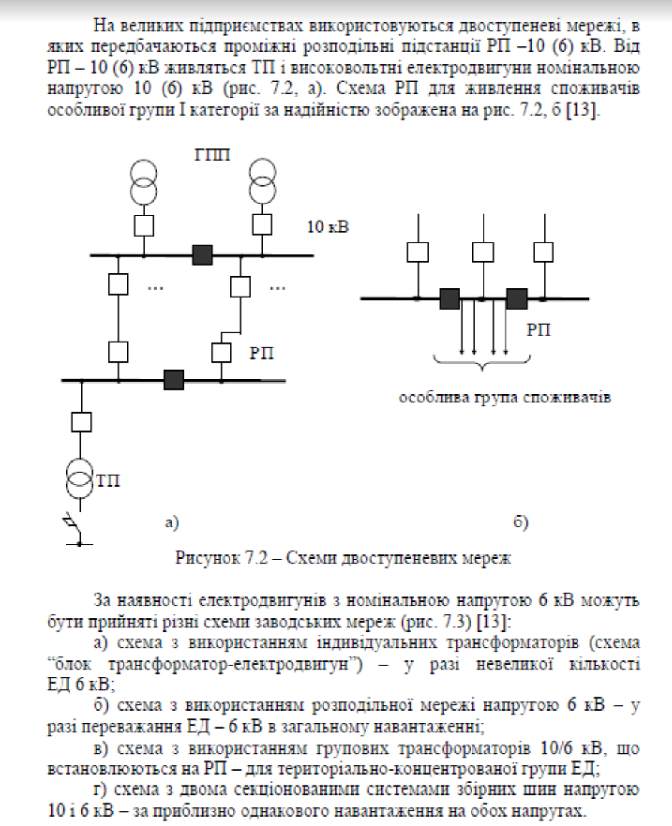 На великих підприємствах використовуються двоступеневі мережі, в
яких передбачаються проміжні розподільні підстанції РП –10 (6) кВ. Від
РП – 10 (6) кВ живляться ТП і високовольтні електродвигуни номінальною
напругою 10 (6) кВ (рис. 7.2, а). Схема РП для живлення споживачів
особливої групи І категорії за надійністю зображена на рис. 7.2, б [13].
ГПП
10 кВ
...
...
РП
РП
особлива група споживачів
ТП
а)
б)
Рисунок 7.2 – Схеми двоступеневих мереж
За наявності електродвигунів з номінальною напругою 6 кВ можуть
бути прийняті різні схеми заводських мереж (рис. 7.3) [13]:
а) схема з використанням індивідуальних трансформаторів (схема
“блок трансформатор-електродвигун”) – у разі невеликої кількості
ЕД 6 кВ;
б) схема з використанням розподільної мережі напругою 6 кВ – у
разі переважання ЕД – 6 кВ в загальному навантаженні;
в) схема з використанням групових трансформаторів 10/6 кВ, що
встановлюються на РП – для територіально-концентрованої групи ЕД;
г) схема з двома секціонованими системами збірних шин напругою
10 і 6 кВ – за приблизно однакового навантаження на обох напругах.